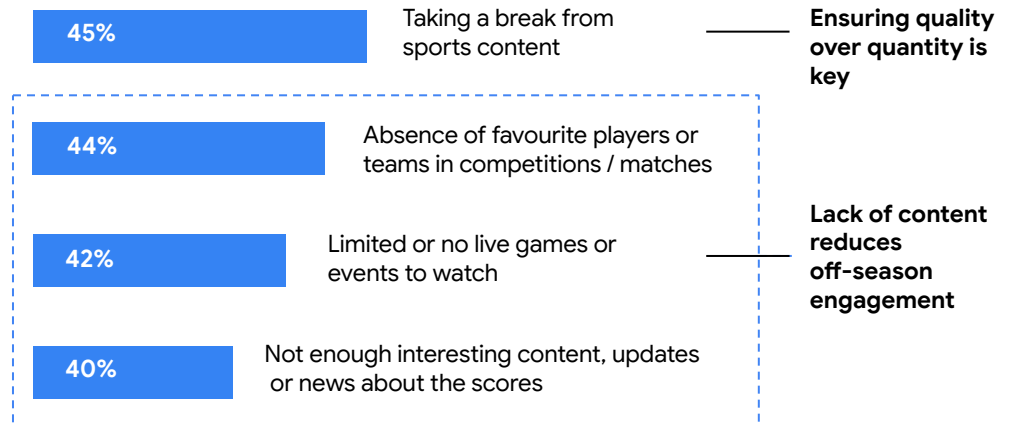 45%
Taking a break from
sports content
Ensuring quality
over quantity is
key
44%
Absence of favourite players or
teams in competitions / matches
42%
Limited or no live games or
events to watch
Lack of content
reduces
off-season
engagement
40%
Not enough interesting content, updates
or news about the scores